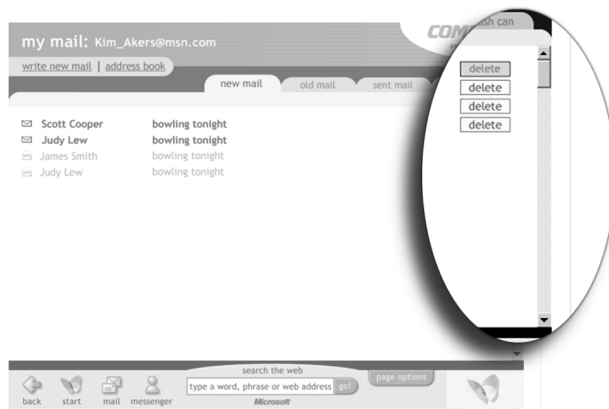 my mail: Kim_Akers@msn.com
write new mail | address book
new mail old mail sent mail
ash can
delete
delete
delete
delete
Scott Cooper bowling tonight
Judy Lew bowling tonight
James Smith bowling tonight
Judy Lew bowling tonight
search the web
type a word, phrase or web address go!
Microsoft
page options
back start mail messenger